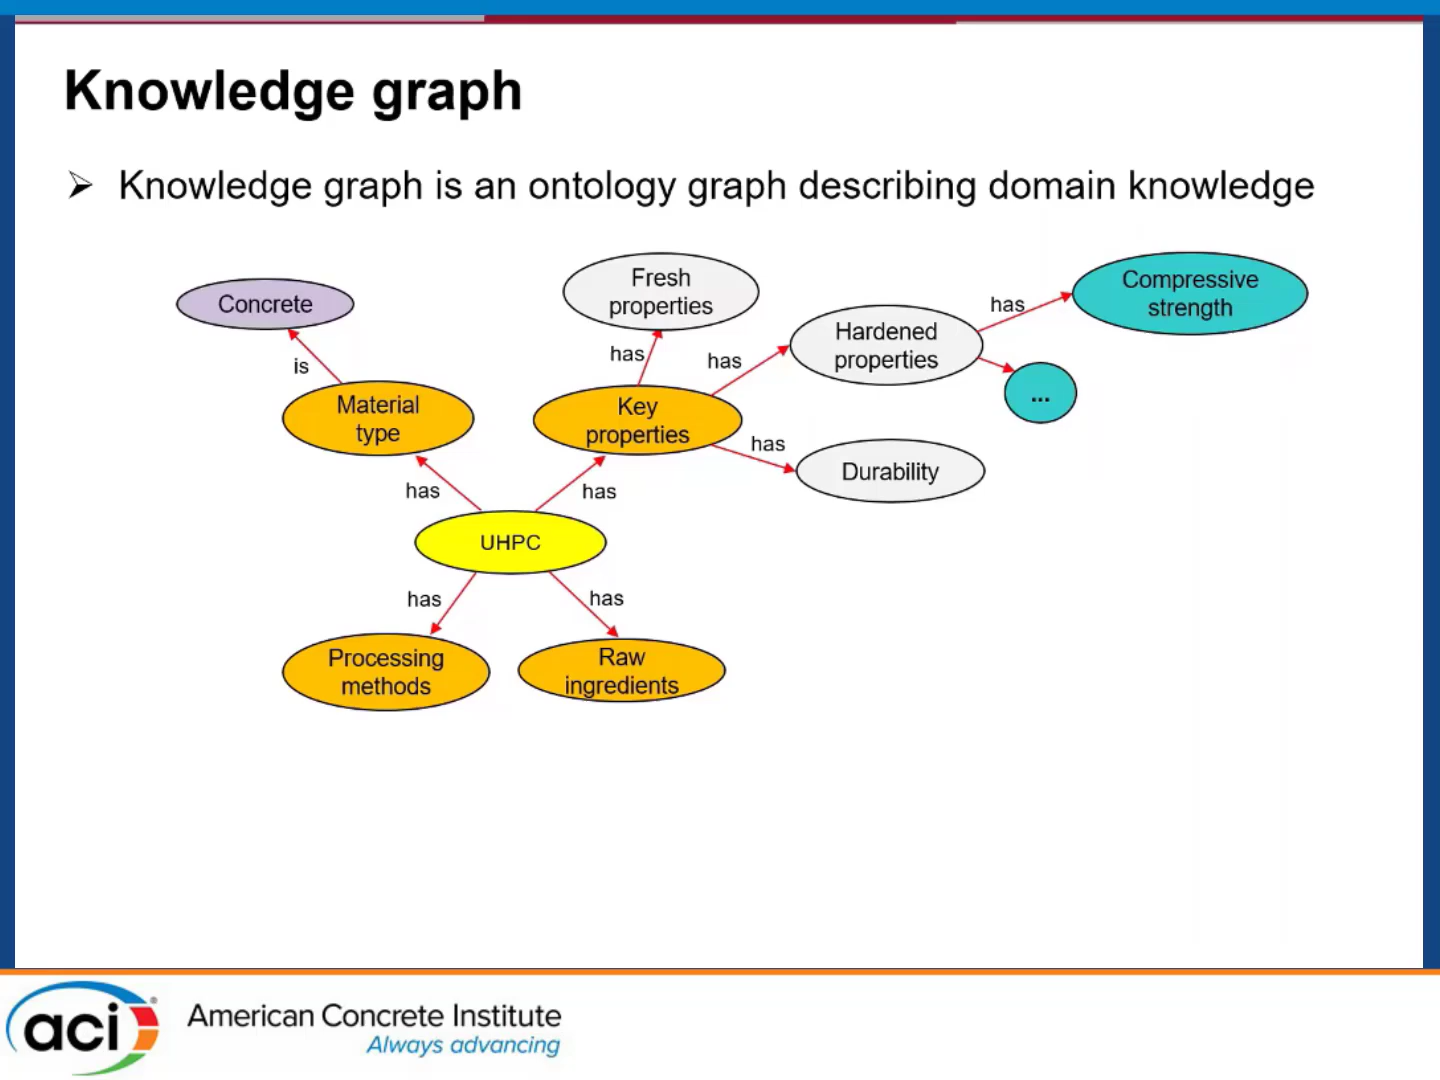 Knowledge graph
➢ Knowledge graph is an ontology graph describing domain knowledge
Concrete
is
Material
type
has
Fresh
properties
has
Key
properties
has
has
Hardened
properties
has
Compressive
strength
...
has
Durability
UHPC
has
Processing
methods
has
Raw
ingredients
aci
American Concrete Institute
Always advancing